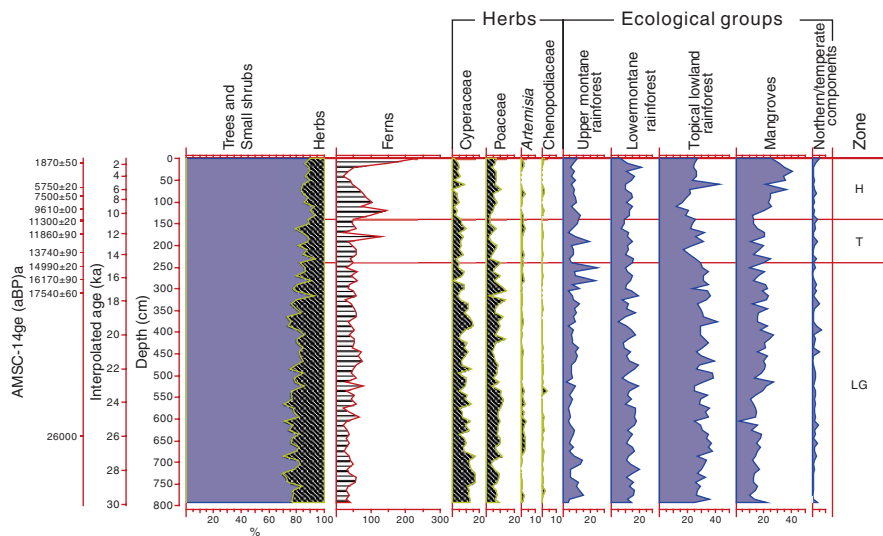 Herbs
Ecological groups
Trees and
Small shrubs
Herbs
Ferns
Cyperaceae
Poaceae
Artemisia
Chenopodiaceae
Upper montane
rainforest
Lowermontane
rainforest
Topical lowland
rainforest
Mangroves
Northern/temperate
components
Zone
AMSC-14ge (aBP)a
1870±50
5750±20
7500±50
9610±00
11300±20
11860±90
13740±90
14990±20
16170±90
17540±60
26000
Interpolated age (ka)
2
4
6
8
10
12
14
16
18
20
22
24
26
28
30
Depth (cm)
0
50
100
150
200
250
300
350
400
450
500
550
600
650
700
750
800
H
T
LG
20 40 60 80 100
%
100 200 300
20
20
10
10
20
20
20 40
20 40
10